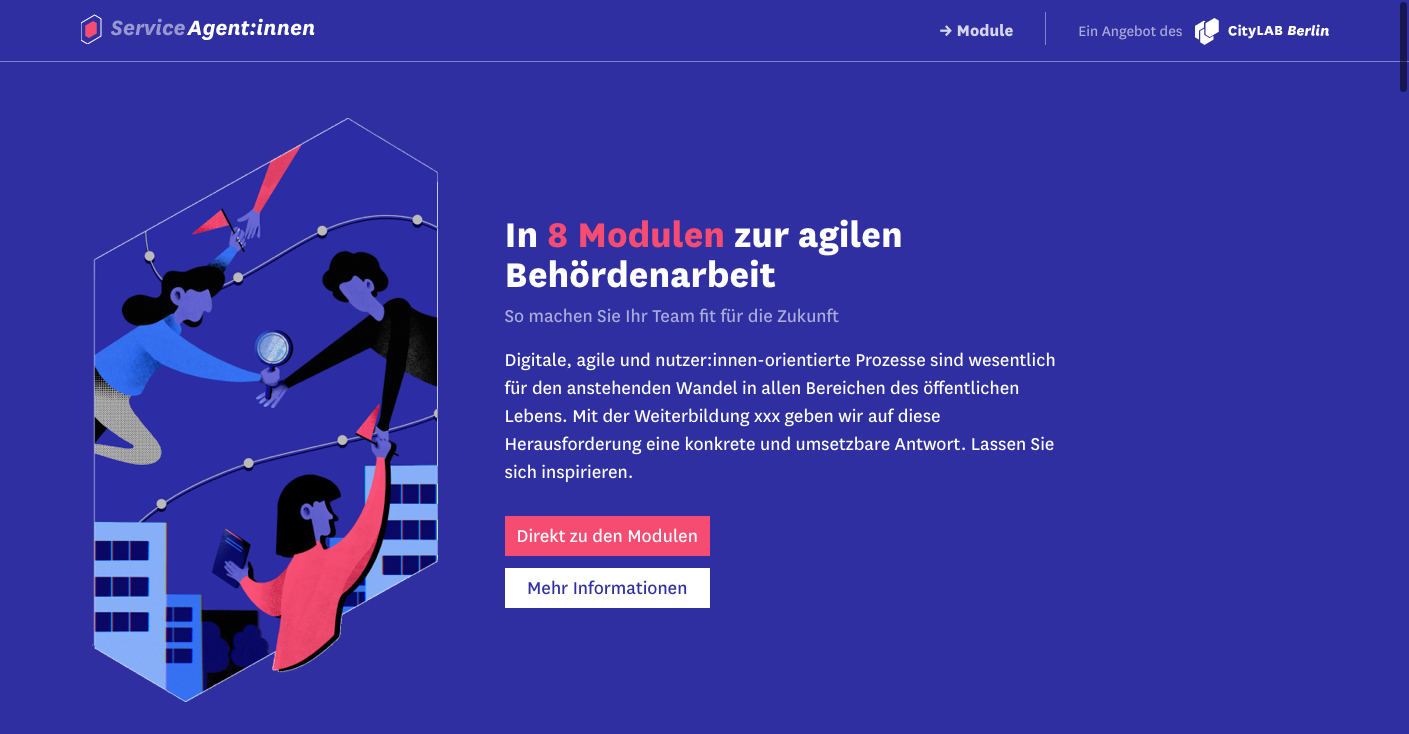 ServiceAgent:innen
→ Module
Ein Angebot des
CityLAB Berlin
In 8 Modulen zur agilen
Behördenarbeit
So machen Sie Ihr Team fit für die Zukunft
Digitale, agile und nutzer:innen-orientierte Prozesse sind wesentlich
für den anstehenden Wandel in allen Bereichen des öffentlichen
Lebens. Mit der Weiterbildung xxx geben wir auf diese
Herausforderung eine konkrete und umsetzbare Antwort. Lassen Sie
sich inspirieren.
Direkt zu den Modulen
Mehr Informationen